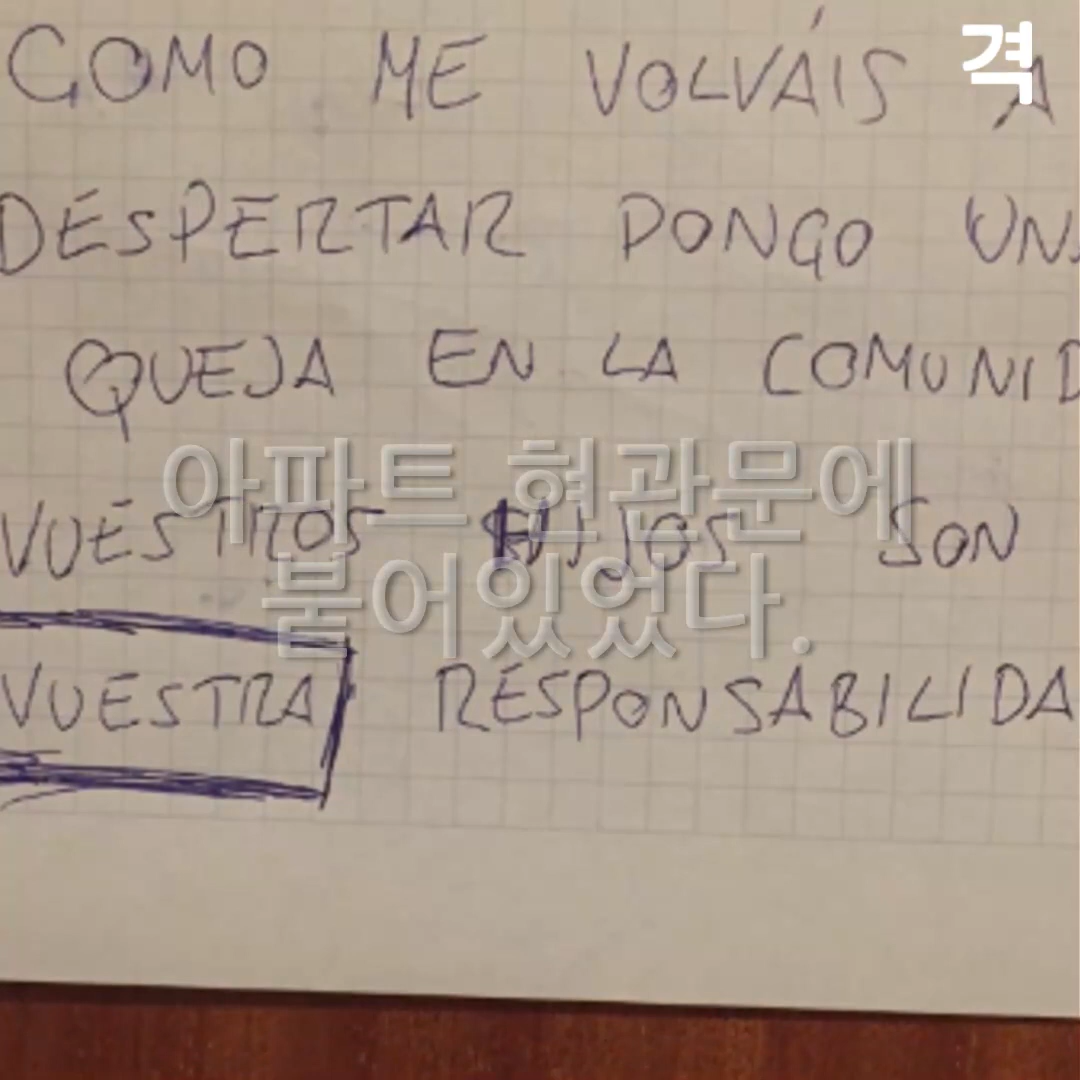 격
COMO ME VOLVÁIS A
DESPERTAR PONGO UNA
QUEJA EN LA COMUNID
아파트 현관문에
VUESTROS HIJOS SON
붙어있었다.
VUESTRA RESPONSABILIDA